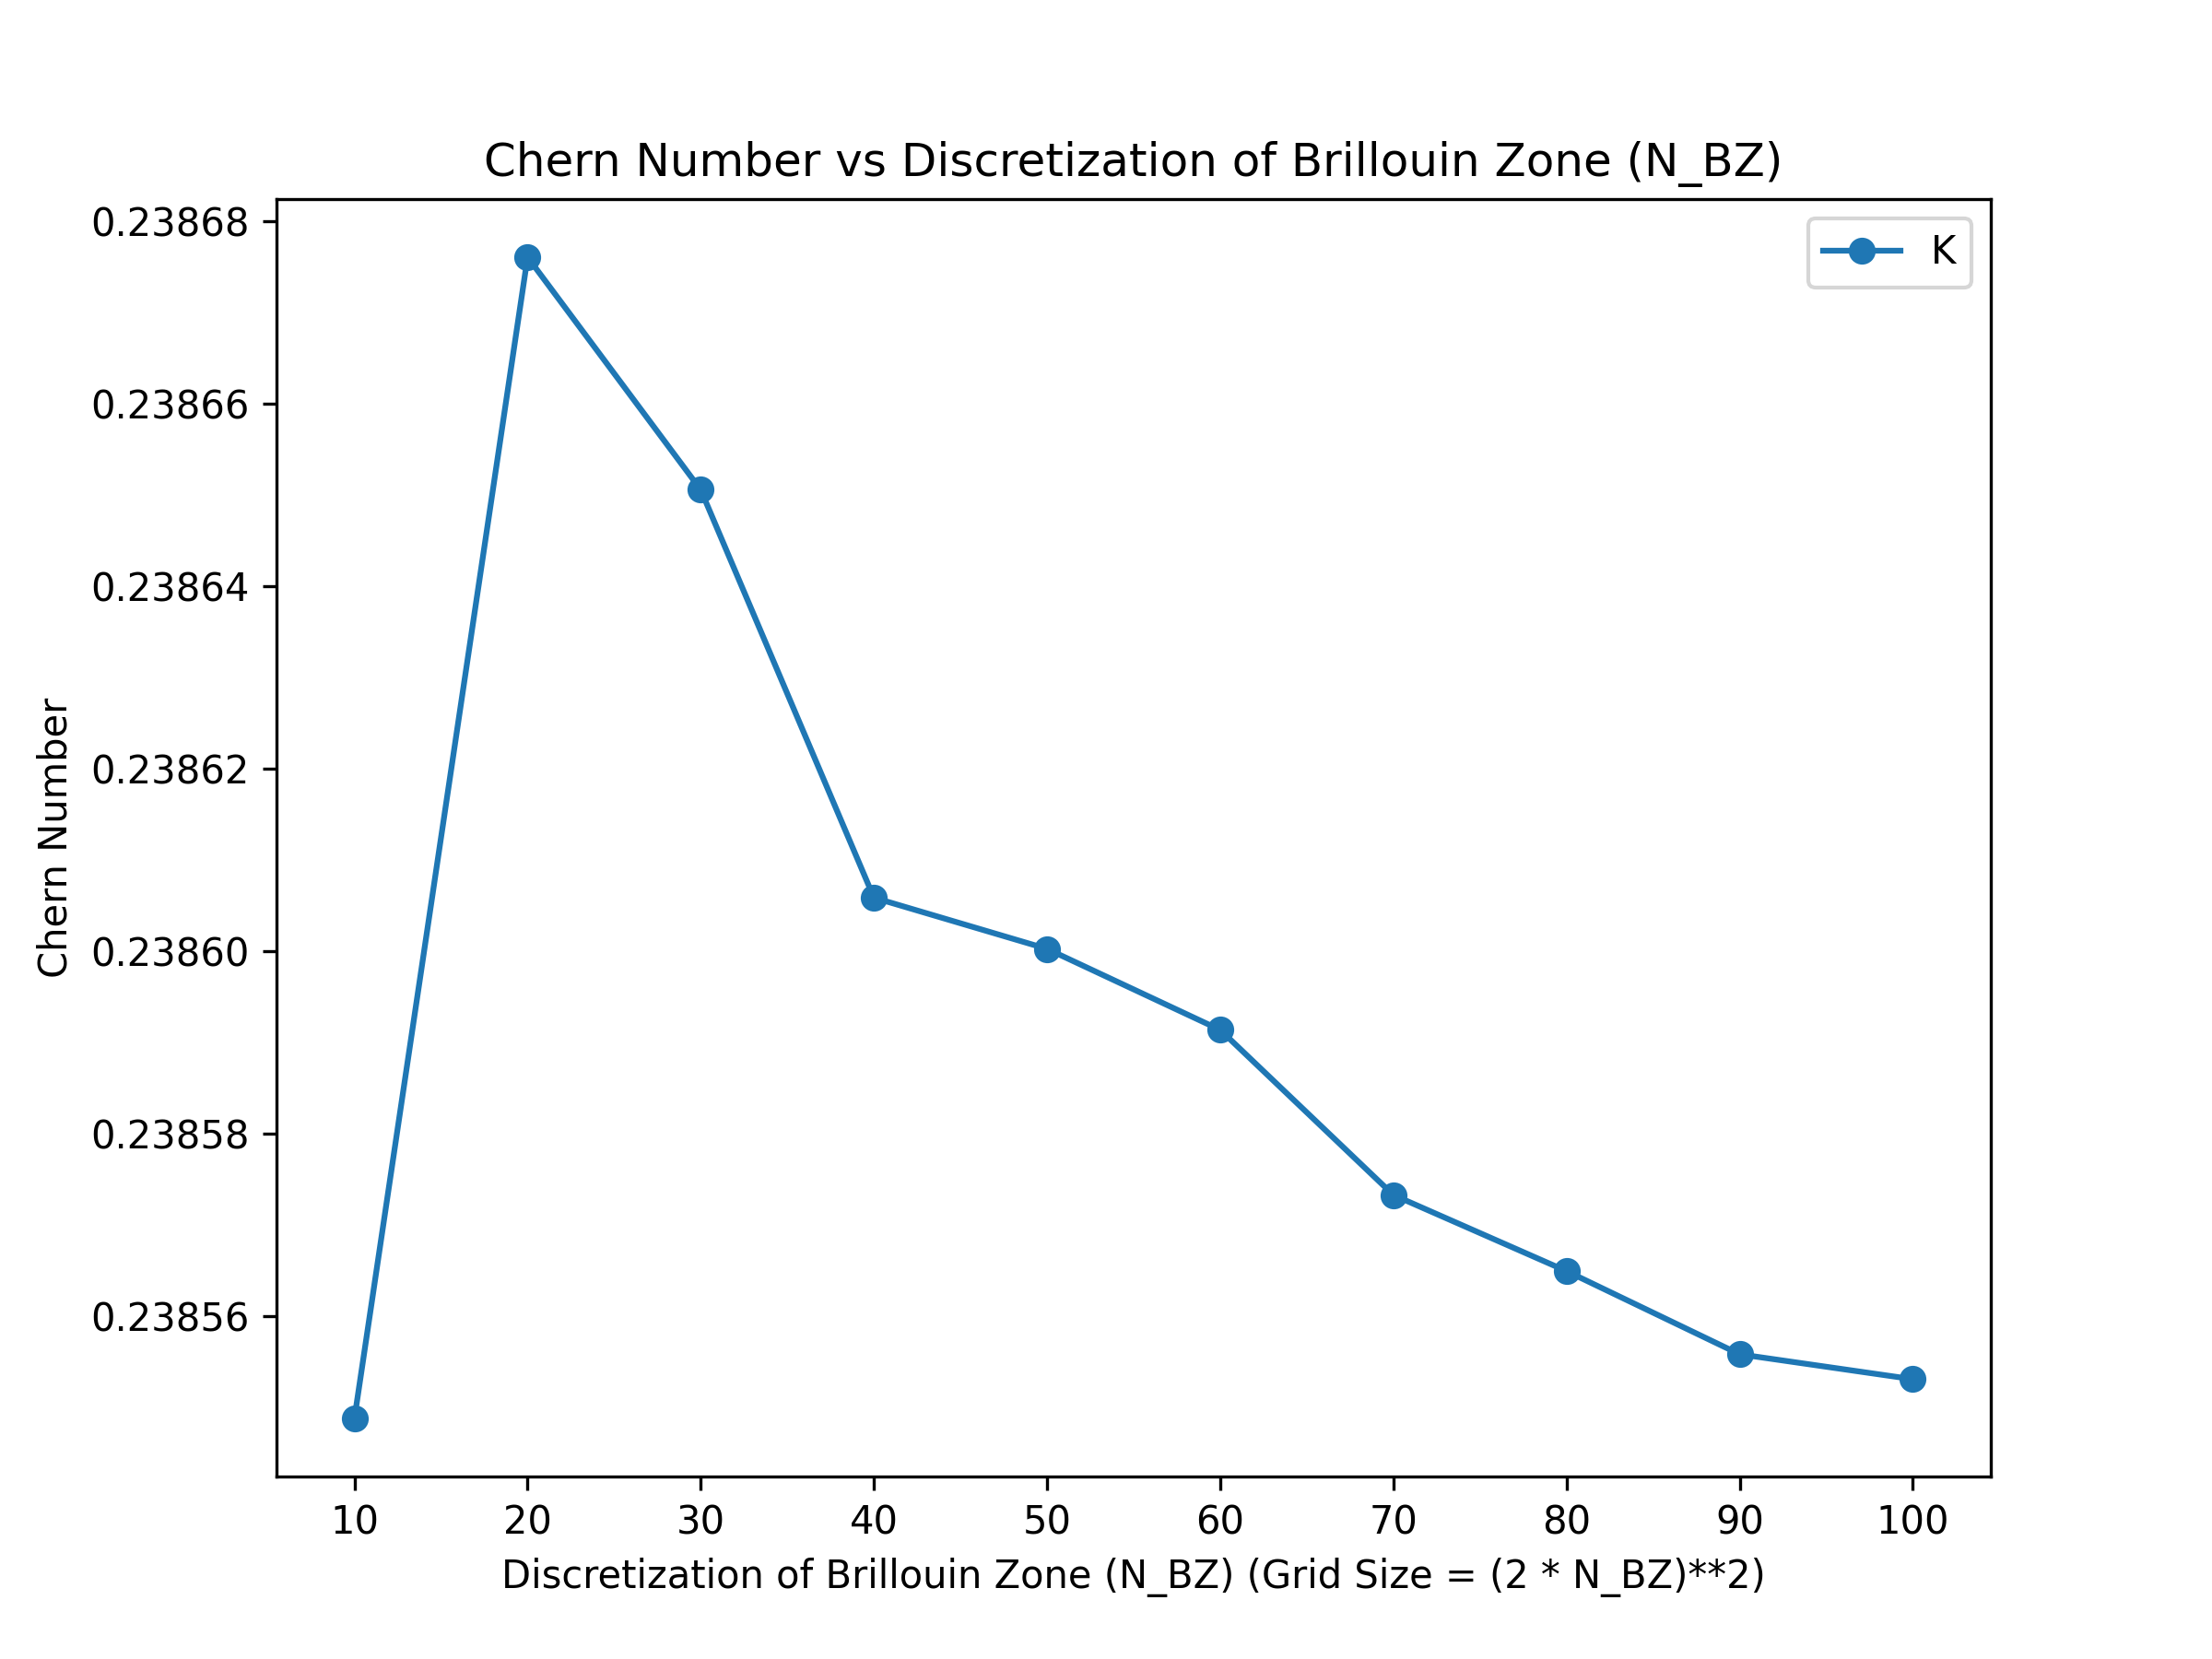 Chern Number vs Discretization of Brillouin Zone (N_BZ)
K
Chern Number
0.23868
0.23866
0.23864
0.23862
0.23860
0.23858
0.23856
10 20 30 40 50 60 70 80 90 100
Discretization of Brillouin Zone (N_BZ) (Grid Size = (2 * N_BZ)**2)